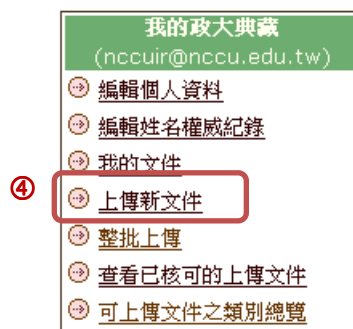 我的政大典藏
(nccuir@nccu.edu.tw)
編輯個人資料
編輯姓名權威紀錄
我的文件
④ 上傳新文件
整批上傳
查看已核可的上傳文件
可上傳文件之類別總覽